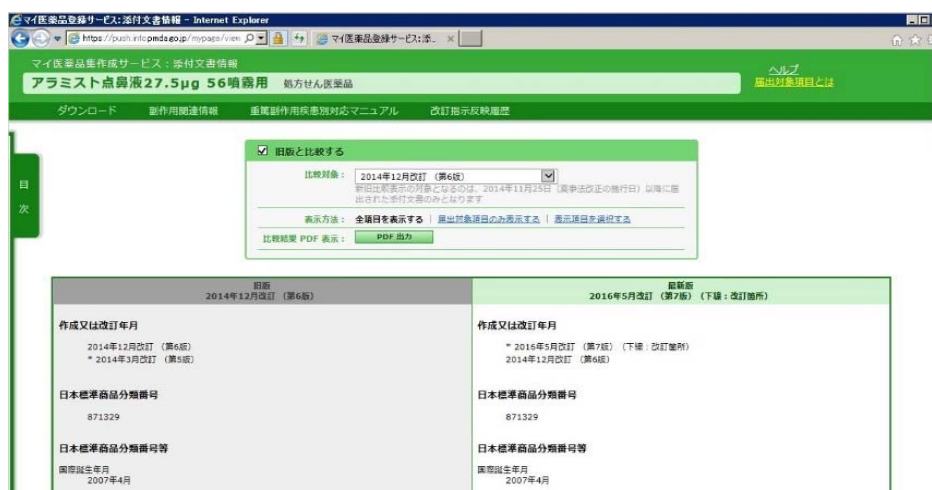 マイ医薬品登録サービス:添付文書情報 - Internet Explorer
https://push.info.pmda.go.jp/mypage/view
マイ医薬品登録サービス:添...
マイ医薬品集作成サービス:添付文書情報
アラミスト点鼻液27.5μg 56噴霧用 処方せん医薬品
ヘルプ
届出対象項目とは
ダウンロード 副作用関連情報 重篤副作用疾患別対応マニュアル 改訂指示反映履歴
目次
旧版と比較する
比較対象: 2014年12月改訂 (第6版)
新旧比較表示の対象となるのは、2014年11月25日(薬事法改正の施行日)以降に届
出された添付文書のみとなります
表示方法: 全項目を表示する | 届出対象項目のみ表示する | 表示項目を選択する
比較結果 PDF 表示: PDF 出力
旧版
2014年12月改訂 (第6版)
最新版
2016年5月改訂 (第7版) (下線:改訂箇所)
作成又は改訂年月
2014年12月改訂 (第6版)
* 2014年3月改訂 (第5版)
日本標準商品分類番号
871329
日本標準商品分類番号等
国際誕生年月
2007年4月
作成又は改訂年月
* 2016年5月改訂 (第7版) (下線:改訂箇所)
2014年12月改訂 (第6版)
日本標準商品分類番号
871329
日本標準商品分類番号等
国際誕生年月
2007年4月